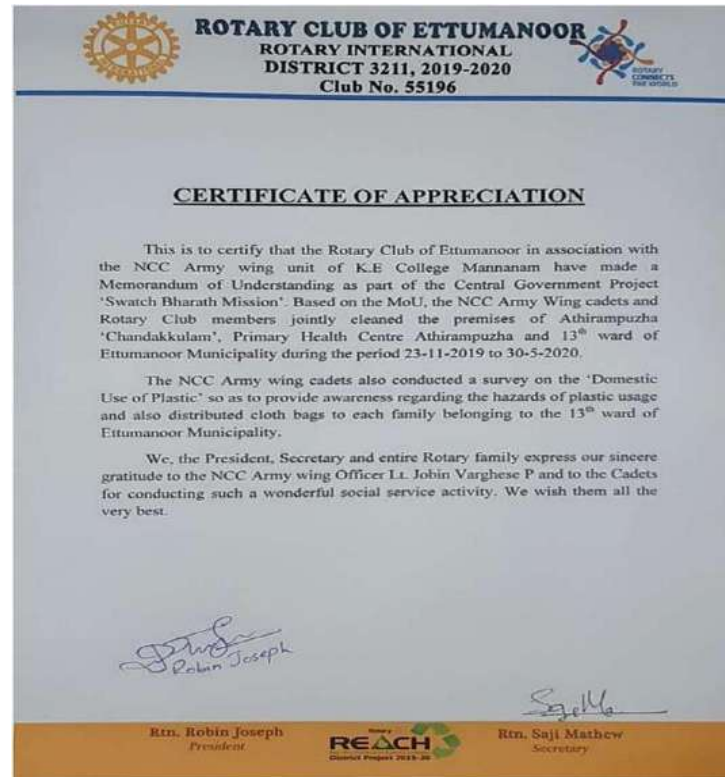 ROTARY CLUB OF ETTUMANOOR
ROTARY INTERNATIONAL
DISTRICT 3211, 2019-2020
Club No. 55196
ROTARY
CONNECTS
THE WORLD
CERTIFICATE OF APPRECIATION
This is to certify that the Rotary Club of Ettumanoor in association with
the NCC Army wing unit of K.E College Mannanam have made a
Memorandum of Understanding as part of the Central Government Project
‘Swatch Bharath Mission’. Based on the MoU, the NCC Army Wing cadets and
Rotary Club members jointly cleaned the premises of Athirampuzha
‘Chandakkulam’, Primary Health Centre Athirampuzha and 13th ward of
Ettumanoor Municipality during the period 23-11-2019 to 30-5-2020.
The NCC Army wing cadets also conducted a survey on the ‘Domestic
Use of Plastic’ so as to provide awareness regarding the hazards of plastic usage
and also distributed cloth bags to each family belonging to the 13th ward of
Ettumanoor Municipality.
We, the President, Secretary and entire Rotary family express our sincere
gratitude to the NCC Army wing Officer Lt. Jobin Varghese P and to the Cadets
for conducting such a wonderful social service activity. We wish them all the
very best.
Robin Joseph
Rtn. Robin Joseph
President
Rotary
REACH
District Project 2019-20
Rtn. Saji Mathew
Secretary